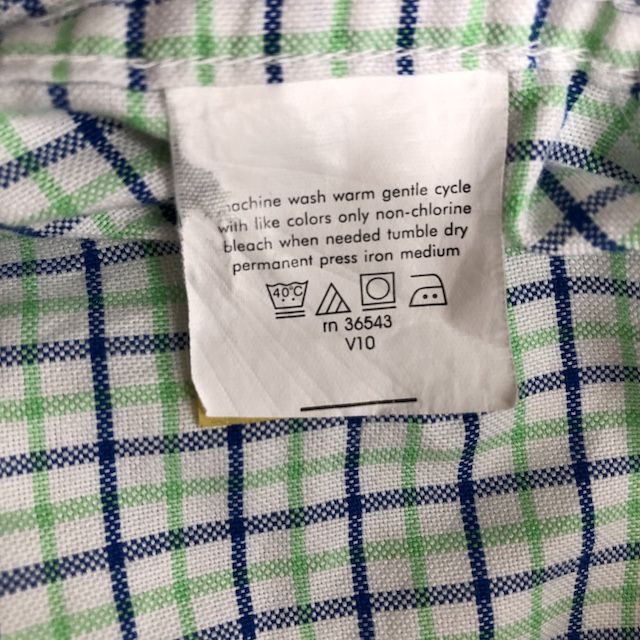 machine wash warm gentle cycle
with like colors only non-chlorine
bleach when needed tumble dry
permanent press iron medium
40°C
rn 36543
V10